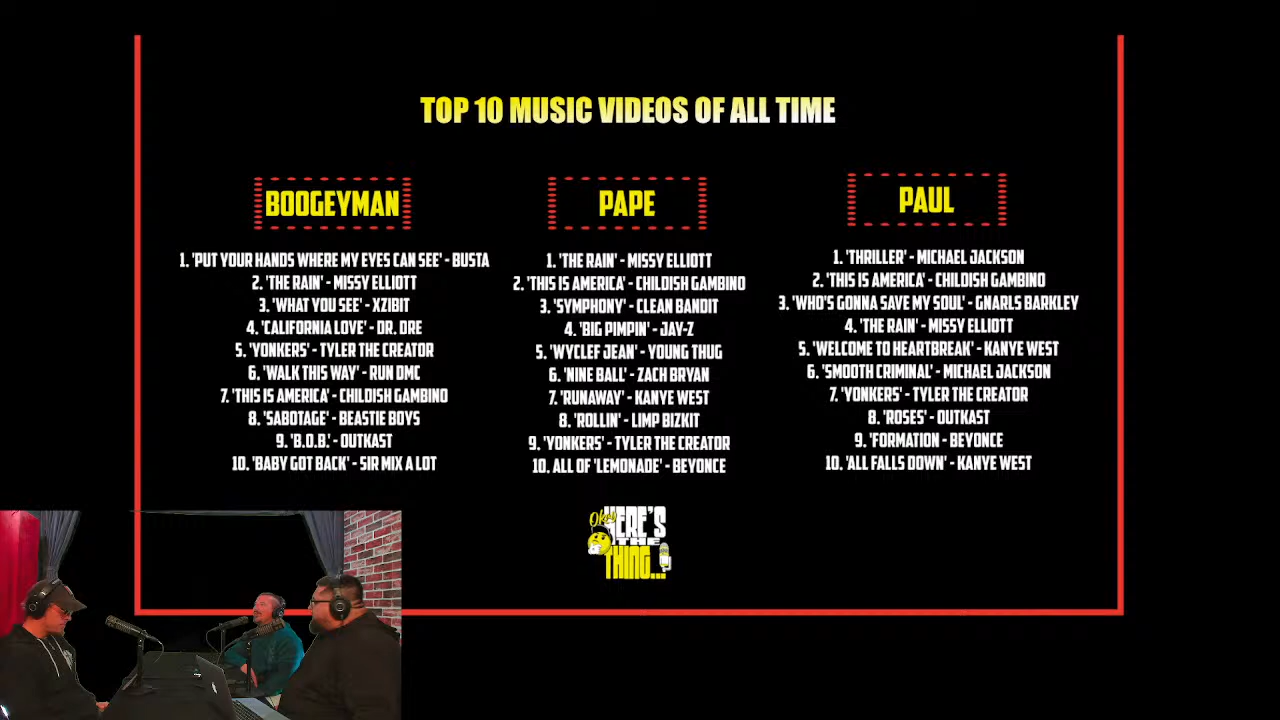 TOP 10 MUSIC VIDEOS OF ALL TIME
BOOGEYMAN
1. 'PUT YOUR HANDS WHERE MY EYES CAN SEE' - BUSTA
2. 'THE RAIN' - MISSY ELLIOTT
3. 'WHAT YOU SEE' - XZIBIT
4. 'CALIFORNIA LOVE' - DR. DRE
5. 'YONKERS' - TYLER THE CREATOR
6. 'WALK THIS WAY' - RUN DMC
7. 'THIS IS AMERICA' - CHILDISH GAMBINO
8. 'SABOTAGE' - BEASTIE BOYS
9. 'B.O.B.' - OUTKAST
10. 'BABY GOT BACK' - SIR MIX A LOT
PAPE
1. 'THE RAIN' - MISSY ELLIOTT
2. 'THIS IS AMERICA' - CHILDISH GAMBINO
3. 'SYMPHONY' - CLEAN BANDIT
4. 'BIG PIMPIN' - JAY-Z
5. 'WYCLEF JEAN' - YOUNG THUG
6. 'NINE BALL' - ZACH BRYAN
7. 'RUNAWAY' - KANYE WEST
8. 'ROLLIN' - LIMP BIZKIT
9. 'YONKERS' - TYLER THE CREATOR
10. ALL OF 'LEMONADE' - BEYONCE
PAUL
1. 'THRILLER' - MICHAEL JACKSON
2. 'THIS IS AMERICA' - CHILDISH GAMBINO
3. 'WHO'S GONNA SAVE MY SOUL' - GNARLS BARKLEY
4. 'THE RAIN' - MISSY ELLIOTT
5. 'WELCOME TO HEARTBREAK' - KANYE WEST
6. 'SMOOTH CRIMINAL' - MICHAEL JACKSON
7. 'YONKERS' - TYLER THE CREATOR
8. 'ROSES' - OUTKAST
9. 'FORMATION' - BEYONCE
10. 'ALL FALLS DOWN' - KANYE WEST
Okay
HERE'S
THE
THING...